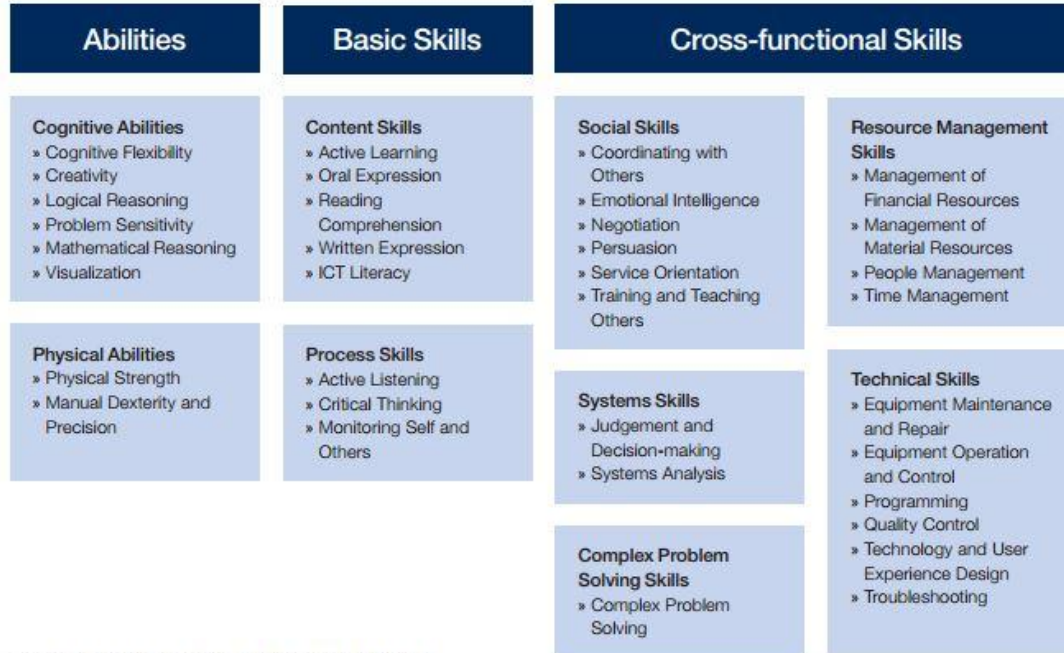 Abilities
Cognitive Abilities
» Cognitive Flexibility
» Creativity
» Logical Reasoning
» Problem Sensitivity
» Mathematical Reasoning
» Visualization
Physical Abilities
» Physical Strength
» Manual Dexterity and
Precision
Basic Skills
Content Skills
» Active Learning
» Oral Expression
» Reading
Comprehension
» Written Expression
» ICT Literacy
Process Skills
» Active Listening
» Critical Thinking
» Monitoring Self and
Others
Cross-functional Skills
Social Skills
» Coordinating with
Others
» Emotional Intelligence
» Negotiation
» Persuasion
» Service Orientation
» Training and Teaching
Others
Systems Skills
» Judgement and
Decision-making
» Systems Analysis
Complex Problem
Solving Skills
» Complex Problem
Solving
Resource Management
Skills
» Management of
Financial Resources
» Management of
Material Resources
» People Management
» Time Management
Technical Skills
» Equipment Maintenance
and Repair
» Equipment Operation
and Control
» Programming
» Quality Control
» Technology and User
Experience Design
» Troubleshooting